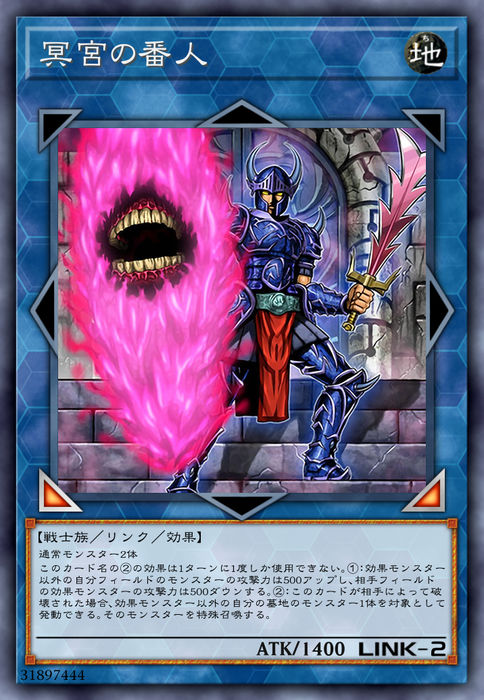 冥宮の番人
ち
地
【戦士族／リンク／効果】
通常モンスター2体
このカード名の②の効果は1ターンに1度しか使用できない。①：効果モンスター
以外の自分フィールドのモンスターの攻撃力は500アップし、相手フィールド
の効果モンスターの攻撃力は500ダウンする。②：このカードが相手によって破
壊された場合、効果モンスター以外の自分の墓地のモンスター1体を対象として
発動できる。そのモンスターを特殊召喚する。
ATK/1400 LINK-2
31897444